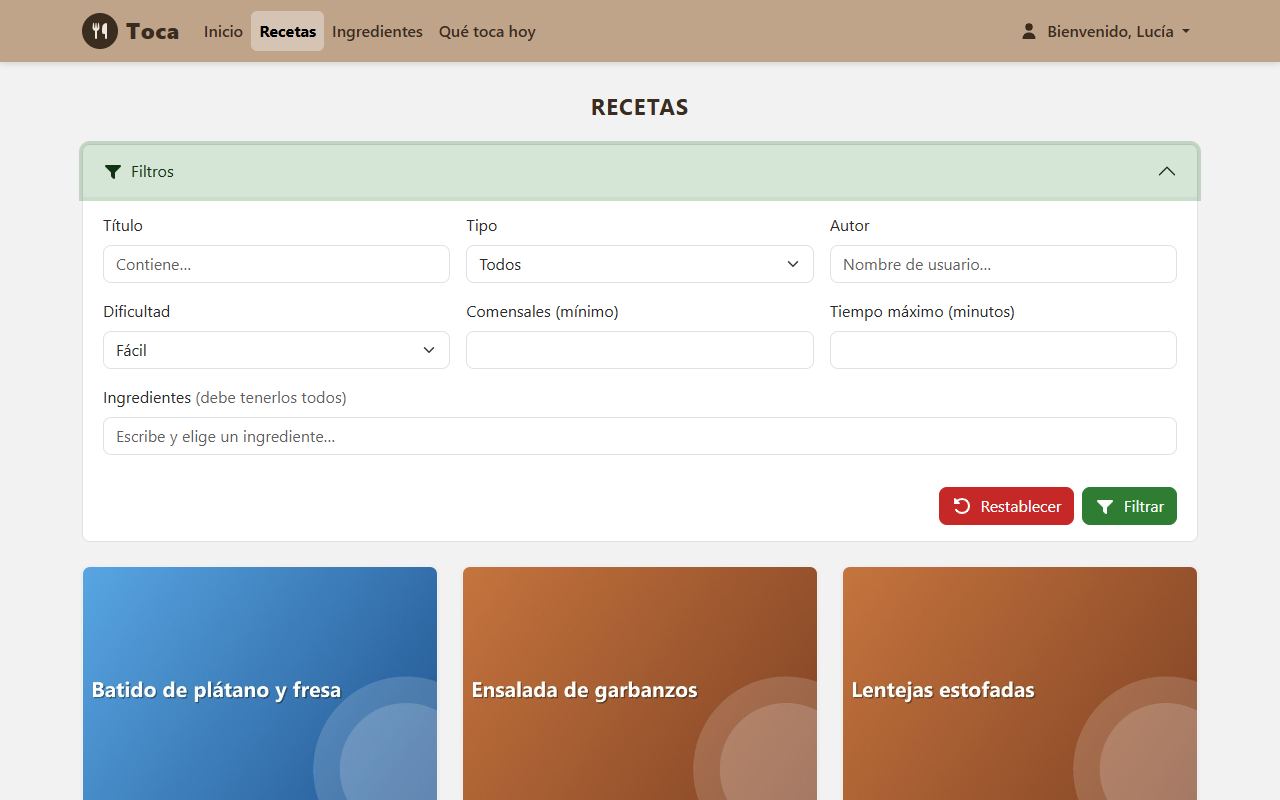 Toca
Inicio
Recetas
Ingredientes
Qué toca hoy
Bienvenido, Lucía
RECETAS
Filtros
Título
Tipo
Autor
Contiene...
Todos
Nombre de usuario...
Dificultad
Comensales (mínimo)
Tiempo máximo (minutos)
Fácil
Ingredientes (debe tenerlos todos)
Escribe y elige un ingrediente...
Restablecer
Filtrar
Batido de plátano y fresa
Ensalada de garbanzos
Lentejas estofadas